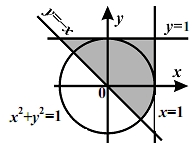 y=-x
y
y=1
x
0
x²+y²=1
x=1